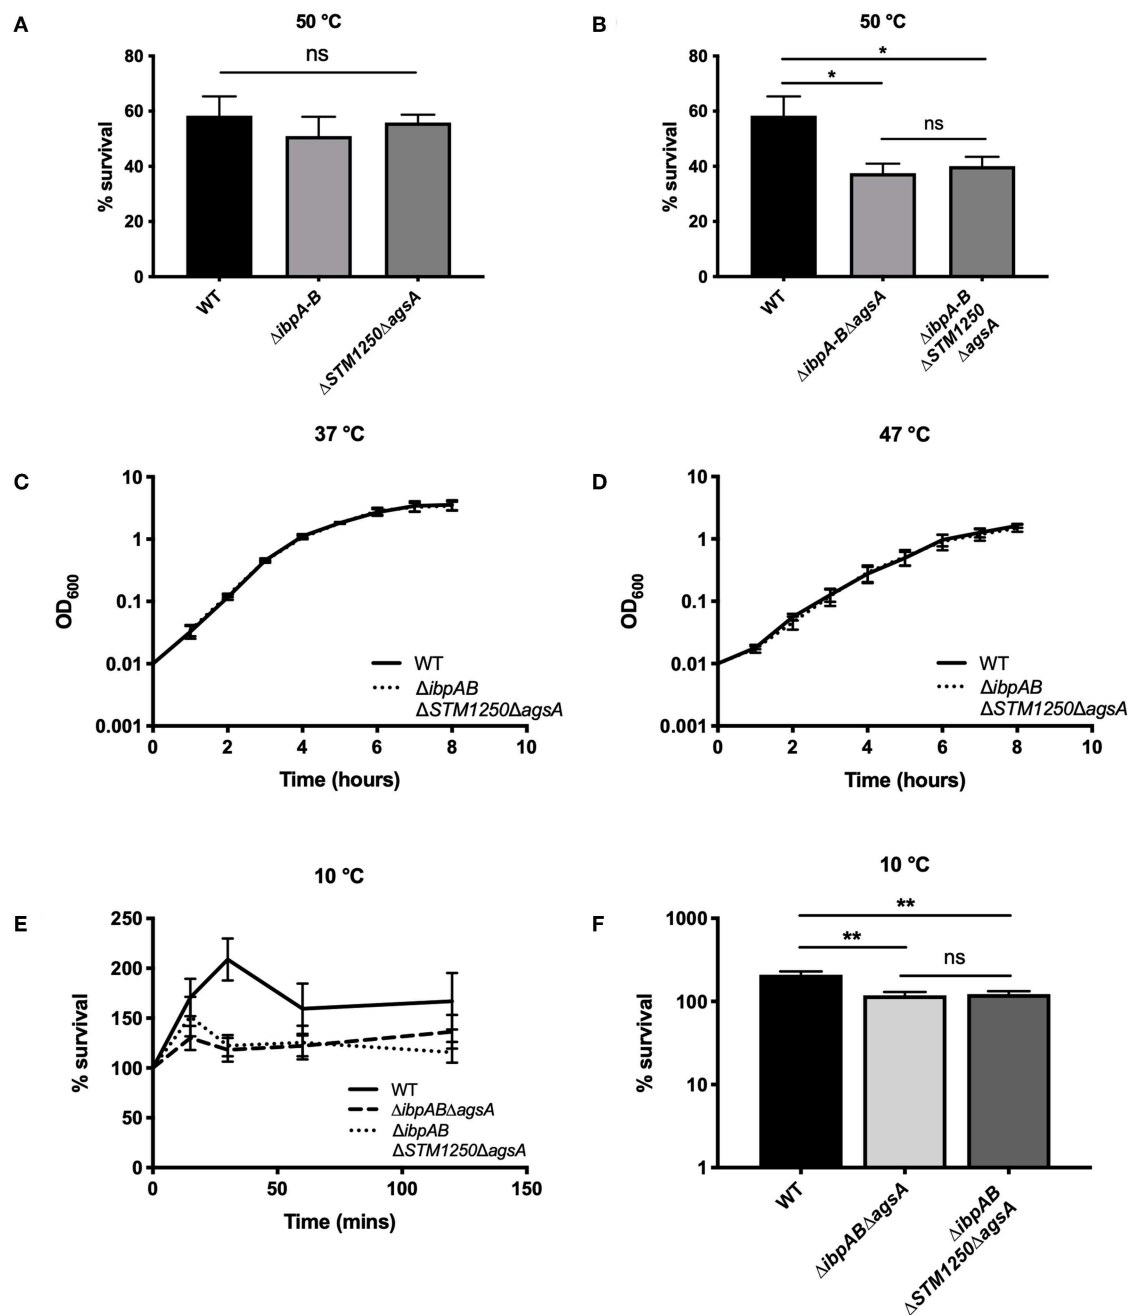 A
50 °C
ns
80
60
40
20
0
% survival
WT
ΔibpA-B
ΔSTM1250ΔagsA
B
50 °C
*
*
ns
80
60
40
20
0
% survival
WT
ΔibpA-BΔagsA
ΔibpA-B
ΔSTM1250
ΔagsA
C
37 °C
10
1
0.1
0.01
0.001
OD600
WT
ΔibpAB
ΔSTM1250ΔagsA
0 2 4 6 8 10
Time (hours)
D
47 °C
10
1
0.1
0.01
0.001
OD600
WT
ΔibpAB
ΔSTM1250ΔagsA
0 2 4 6 8 10
Time (hours)
E
10 °C
250
200
150
100
50
0
% survival
WT
ΔibpABΔagsA
ΔibpAB
ΔSTM1250ΔagsA
0 50 100 150
Time (mins)
F
10 °C
**
**
ns
1000
100
10
1
% survival
WT
ΔibpABΔagsA
ΔibpAB
ΔSTM1250ΔagsA